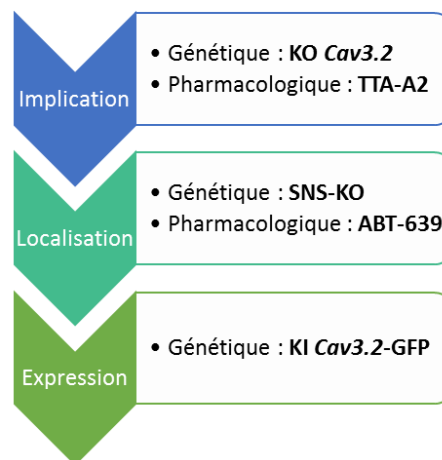 Implication
• Génétique : KO Cav3.2
• Pharmacologique : TTA-A2
Localisation
• Génétique : SNS-KO
• Pharmacologique : ABT-639
Expression
• Génétique : KI Cav3.2-GFP